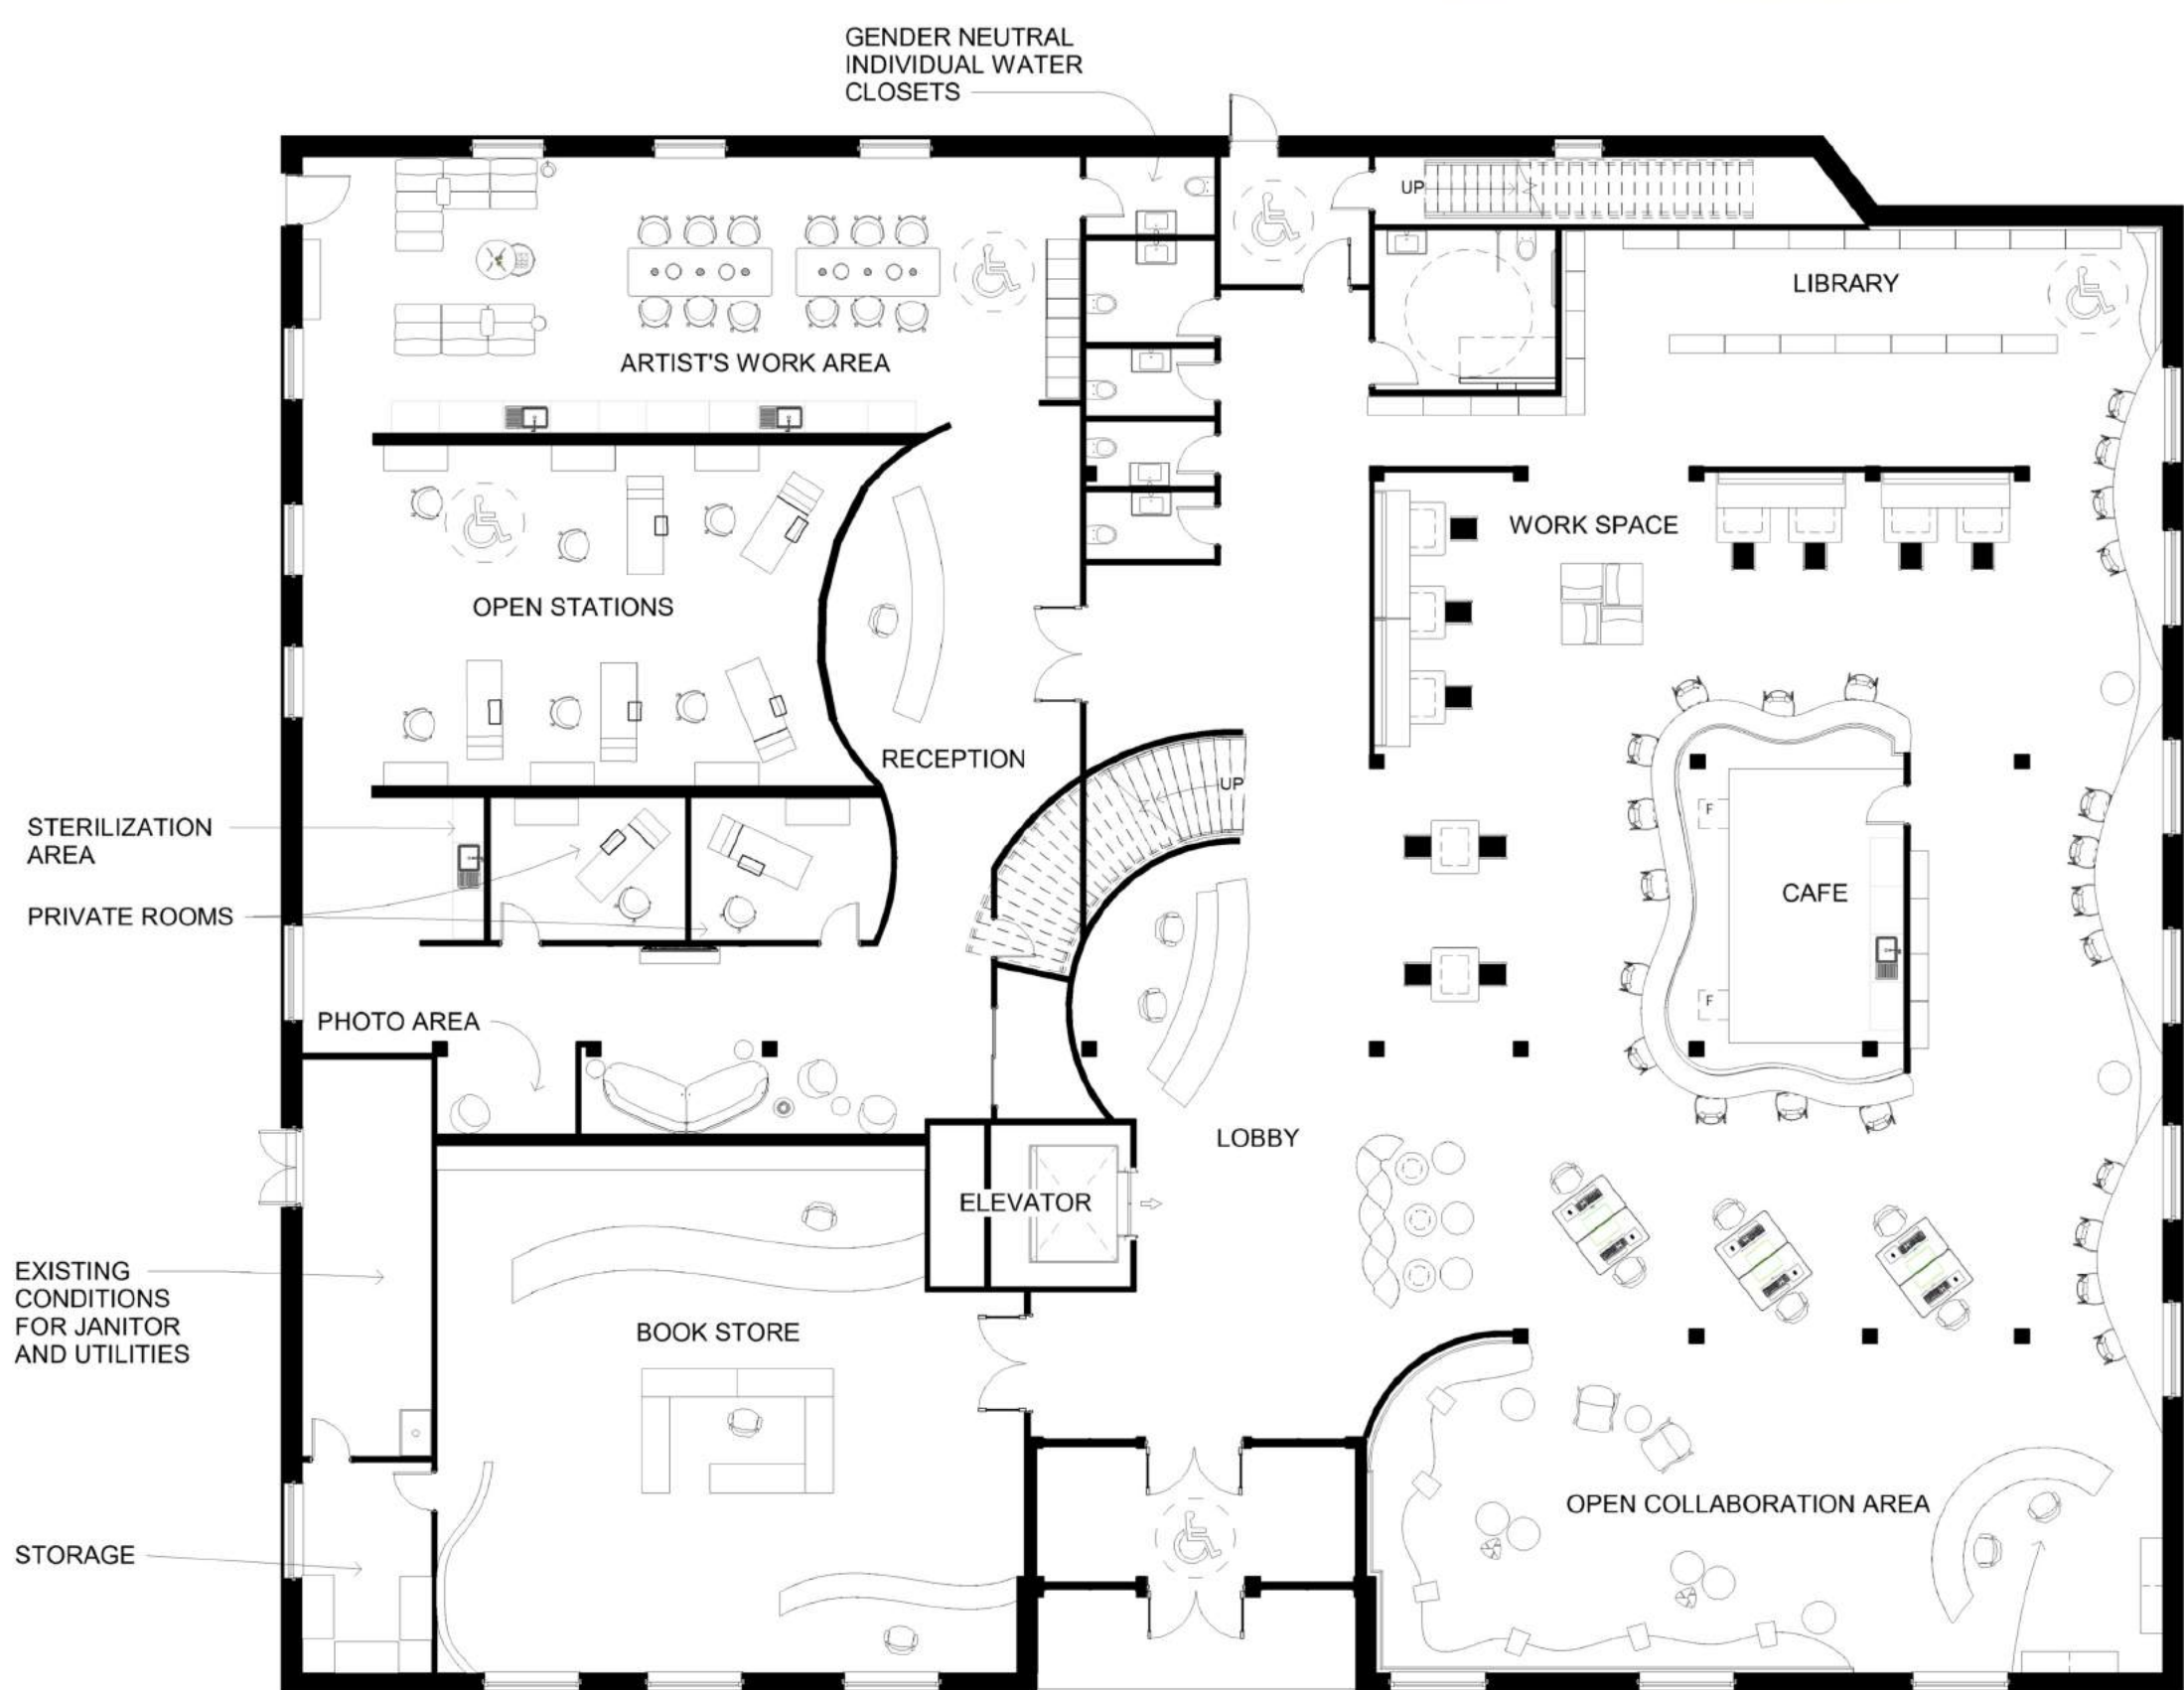 GENDER NEUTRAL
INDIVIDUAL WATER
CLOSETS
UP
LIBRARY
ARTIST'S WORK AREA
WORK SPACE
OPEN STATIONS
RECEPTION
UP
F
STERILIZATION
AREA
CAFE
PRIVATE ROOMS
F
PHOTO AREA
LOBBY
ELEVATOR
EXISTING
CONDITIONS
FOR JANITOR
AND UTILITIES
BOOK STORE
OPEN COLLABORATION AREA
STORAGE